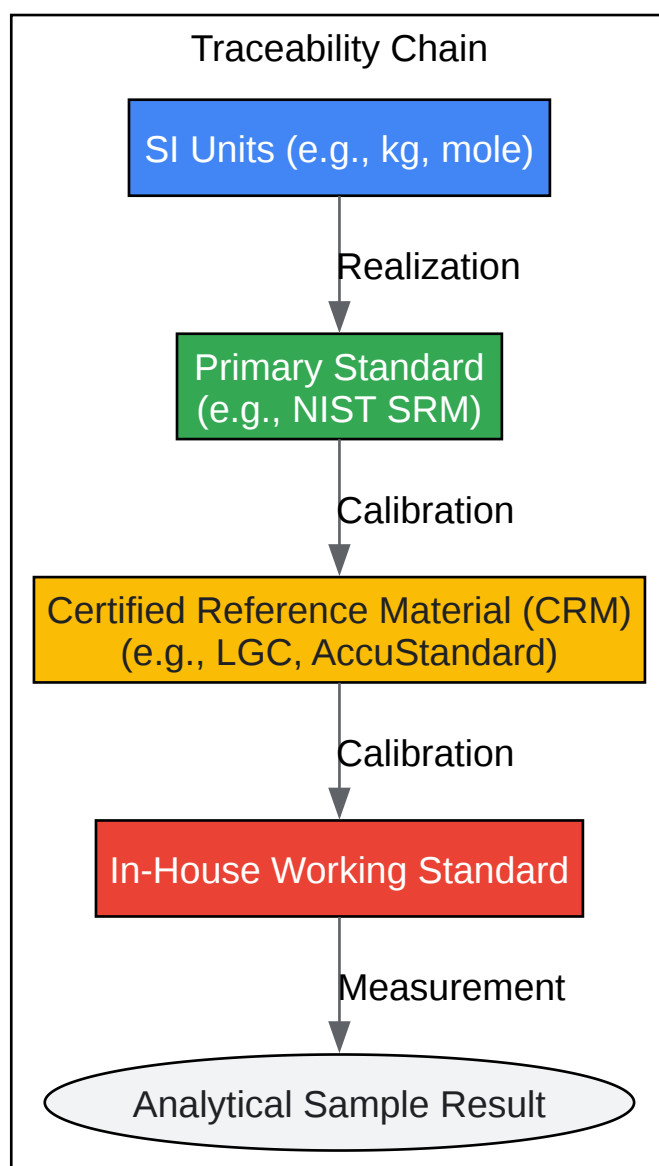 Traceability Chain
SI Units (e.g., kg, mole)
Realization
Primary Standard
(e.g., NIST SRM)
Calibration
Certified Reference Material (CRM)
(e.g., LGC, AccuStandard)
Calibration
In-House Working Standard
Measurement
Analytical Sample Result